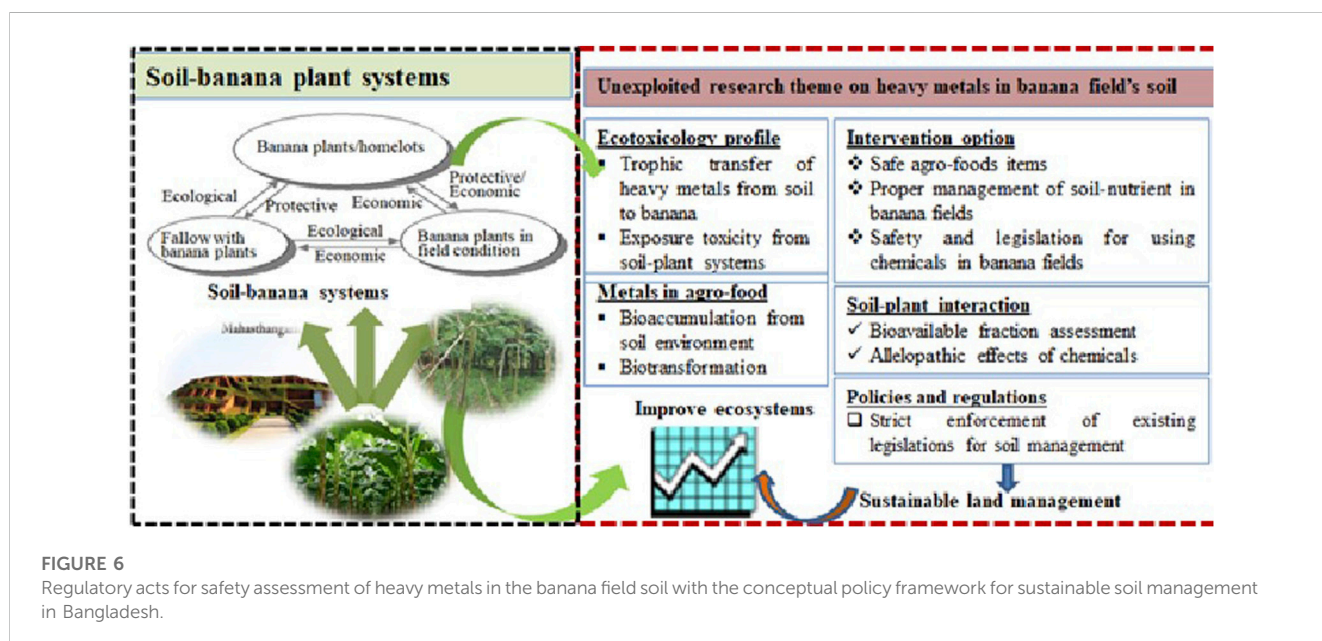 Soil-banana plant systems
Banana plants/homelots
Ecological
Protective
Economic
Protective/
Economic
Fallow with
banana plants
Ecological
Economic
Banana plants in
field condition
Soil-banana systems
Unexploited research theme on heavy metals in banana field's soil
Ecotoxicology profile
▪ Trophic transfer of
heavy metals from soil
to banana
▪ Exposure toxicity from
soil-plant systems
Metals in agro-food
▪ Bioaccumulation from
soil environment
▪ Biotransformation
Improve ecosystems
Intervention option
❖ Safe agro-foods items
❖ Proper management of soil-nutrient in
banana fields
❖ Safety and legislation for using
chemicals in banana fields
Soil-plant interaction
✓ Bioavailable fraction assessment
✓ Allelopathic effects of chemicals
Policies and regulations
❑ Strict enforcement of existing
legislations for soil management
Sustainable land management
FIGURE 6
Regulatory acts for safety assessment of heavy metals in the banana field soil with the conceptual policy framework for sustainable soil management
in Bangladesh.